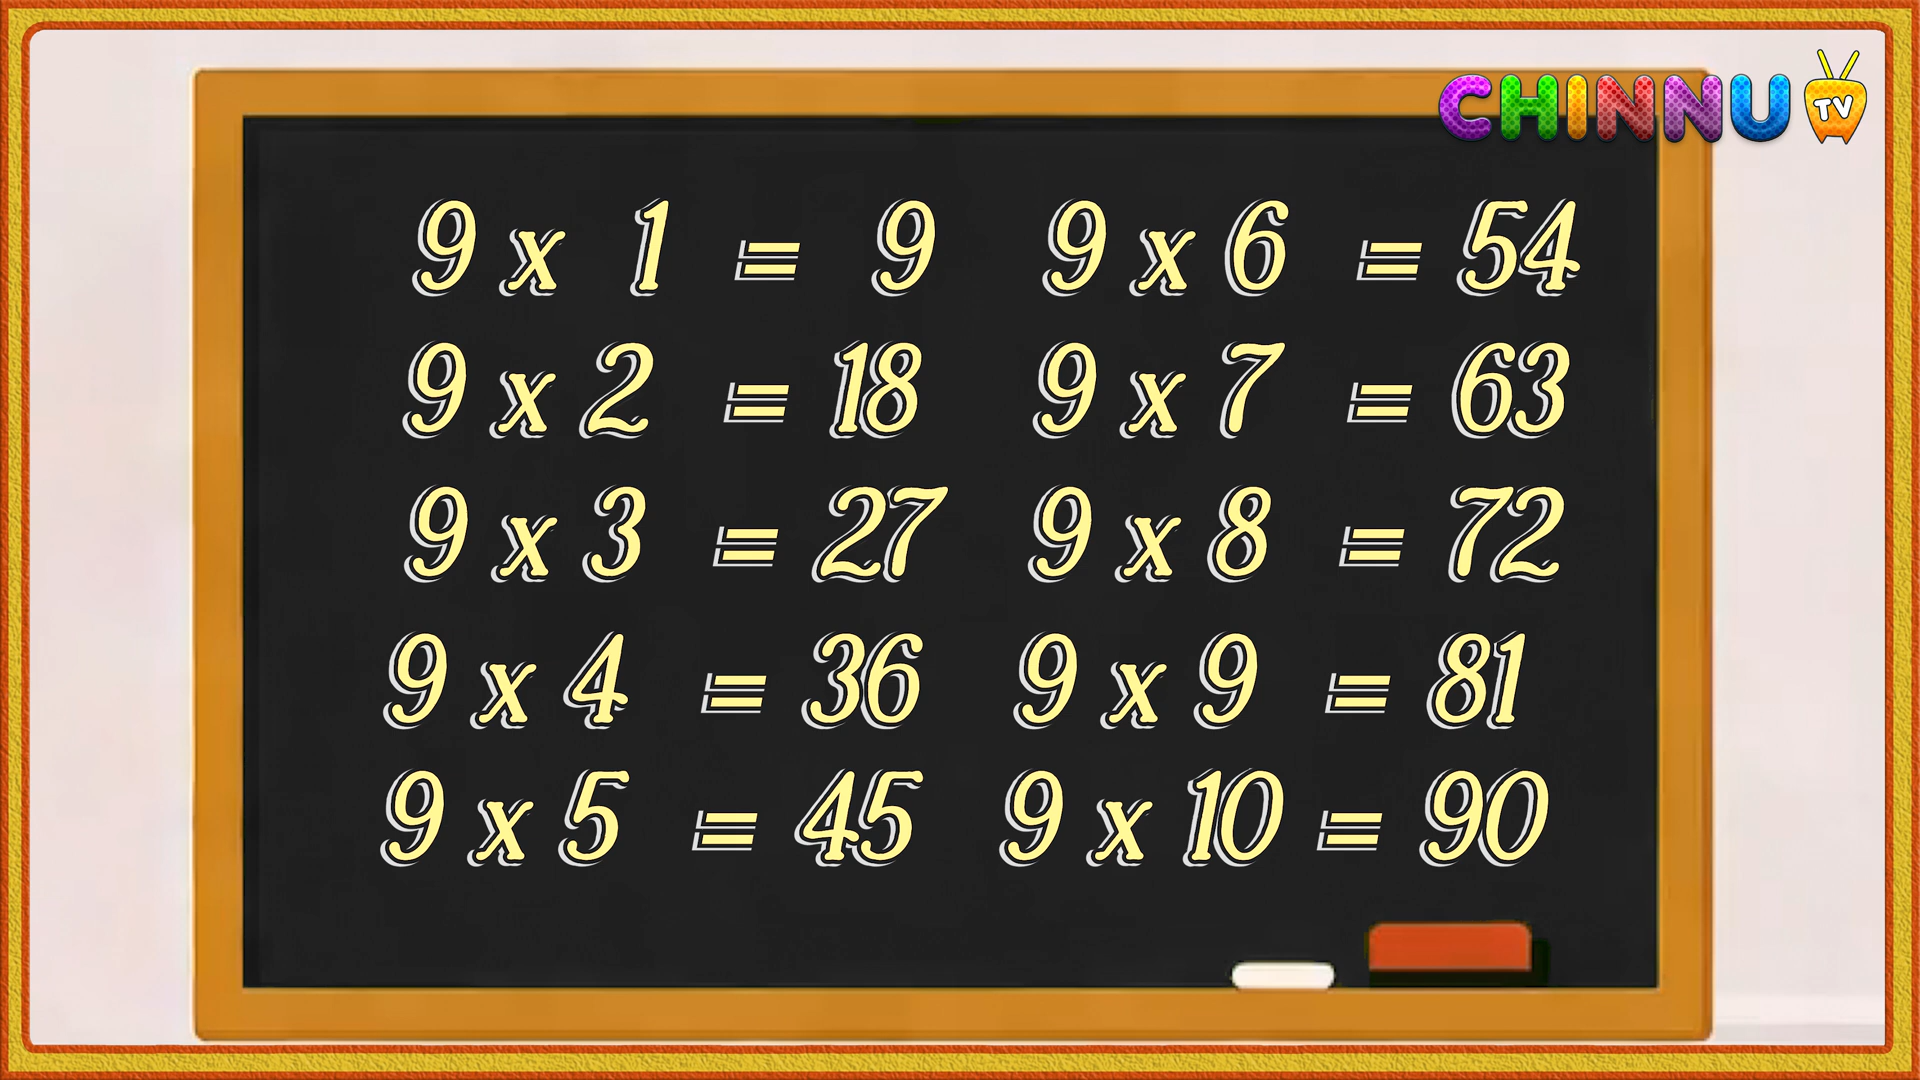 CHINNU TV
9 x 1 = 9
9 x 2 = 18
9 x 3 = 27
9 x 4 = 36
9 x 5 = 45
9 x 6 = 54
9 x 7 = 63
9 x 8 = 72
9 x 9 = 81
9 x 10 = 90